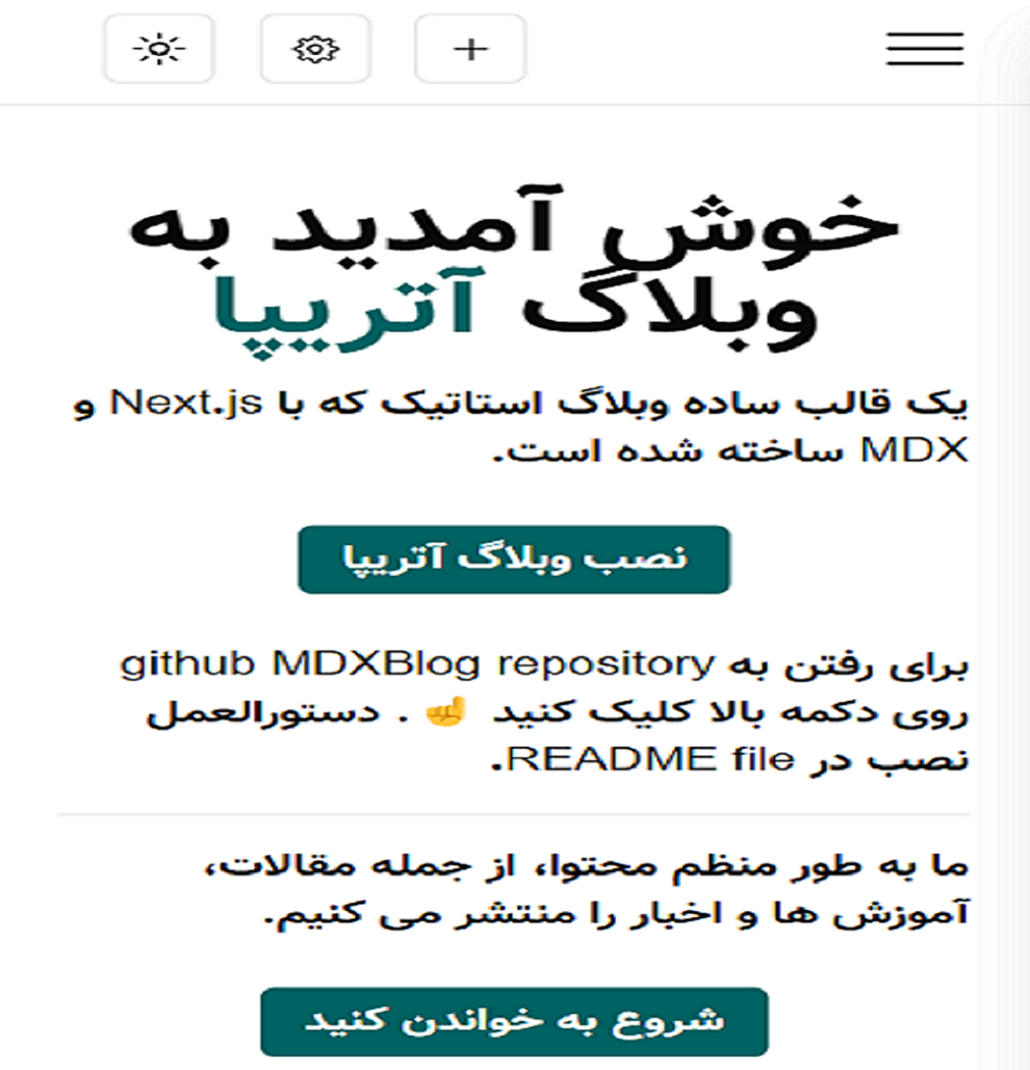 خوش آمدید به
وبلاگ آتریپا
یک قالب ساده وبلاگ استاتیک که با Next.js و
MDX ساخته شده است.
نصب وبلاگ آتریپا
برای رفتن به github MDXBlog repository
روی دکمه بالا کلیک کنید ☝️ . دستورالعمل
نصب در README file.
ما به طور منظم محتوا، از جمله مقالات،
آموزش ها و اخبار را منتشر می کنیم.
شروع به خواندن کنید